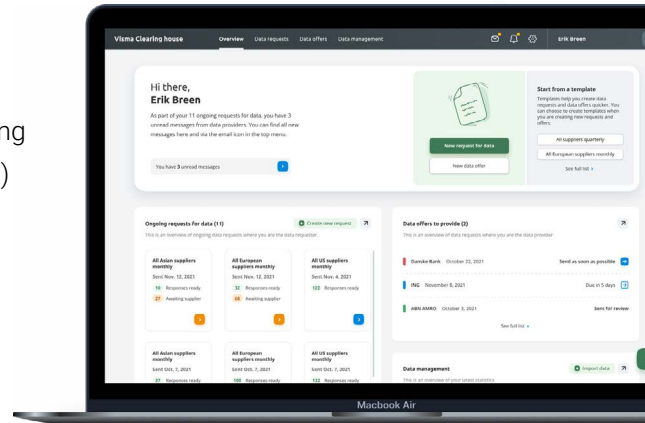 ng
)
Visma Clearing house
Overview
Data requests
Data offers
Data management
Erik Breen
Hi there,
Erik Breen
As part of your 11 ongoing requests for data, you have 3
unread messages from data providers. You can find all new
messages here and via the email icon in the top menu.
You have 3 unread messages
New request for data
New data offer
Start from a template
Templates help you create data
requests and data offers quicker. You
can choose to create templates when
you are creating new requests and
offers.
All suppliers quarterly
All European suppliers monthly
See full list >
Ongoing requests for data (11)
Create new request
This is an overview of ongoing data requests where you are the data requester.
All Asian suppliers
monthly
Sent Nov. 12, 2021
16 Responses ready
27 Awaiting supplier
All European
suppliers monthly
Sent Nov. 12, 2021
32 Responses ready
68 Awaiting supplier
All US suppliers
monthly
Sent Nov. 4, 2021
122 Responses ready
All Asian suppliers
monthly
Sent Oct. 7, 2021
27 Responses ready
All European
suppliers monthly
Sent Oct. 7, 2021
100 Responses ready
All US suppliers
monthly
Sent Oct. 7, 2021
122 Responses ready
Data offers to provide (2)
This is an overview of data requests where you are the data provider.
Danske Bank October 22, 2021 Send as soon as possible
ING November 8, 2021 Due in 5 days
ABN AMRO October 3, 2021 Sent for review
See full list >
Data management
Import data
This is an overview of your latest statistics
Macbook Air